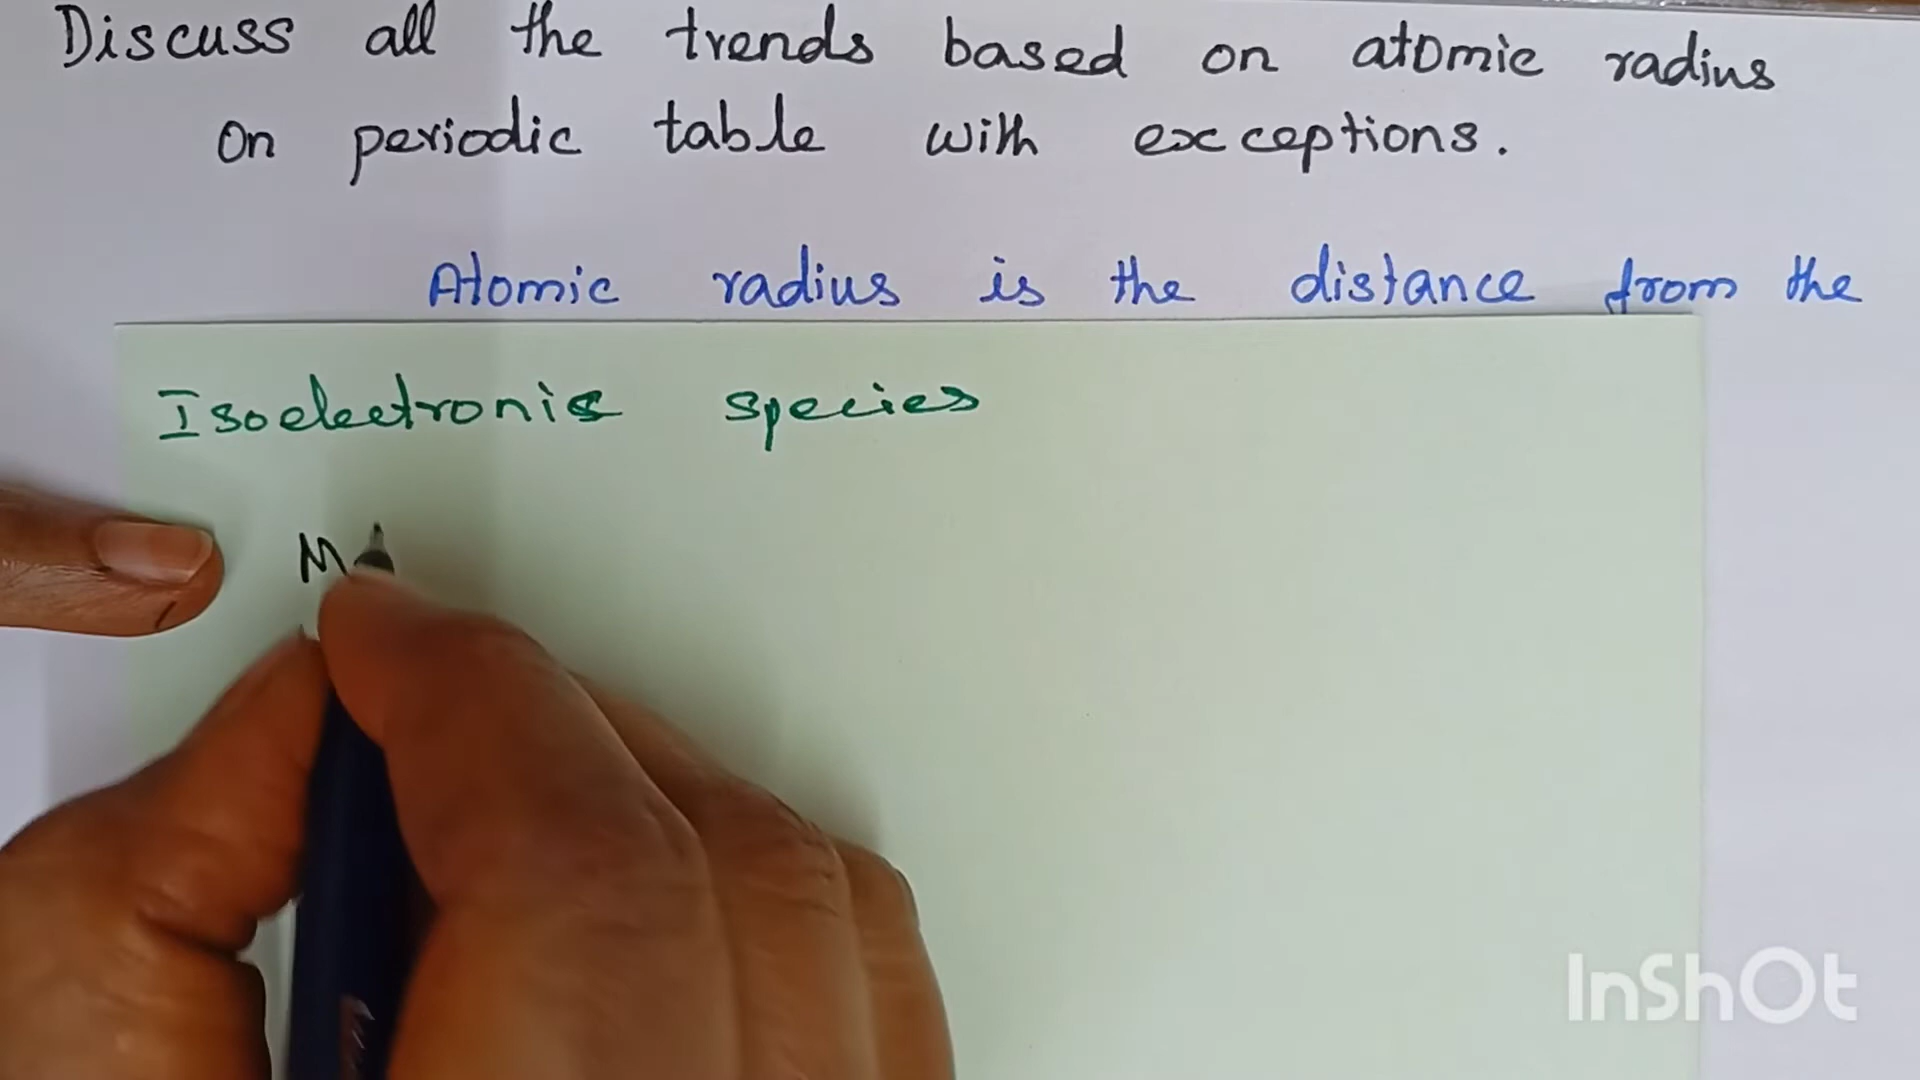 Discuss all the trends based on atomic radius
On periodic table with exceptions.
Atomic radius is the distance from the
Isoelectronic species
M
InShOt